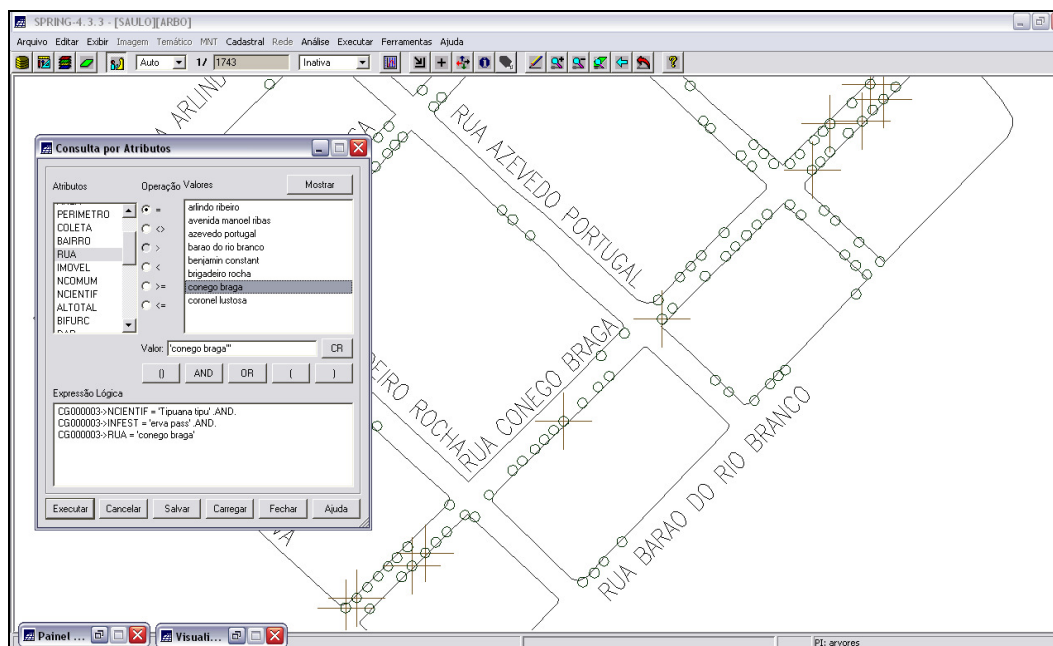 SPRING-4.3.3 - [SAULO][ARBO]
Arquivo Editar Exibir Imagem Temático MNT Cadastral Rede Análise Executar Ferramentas Ajuda
Auto 1/ 1743 Inativa
RUA AZEVEDO PORTUGAL
RUA CONEGO BRAGA
RUA BARAO DO RIO BRANCO
ROCHA
ARLIND
Consulta por Atributos
Atributos Operação Valores Mostrar
PERIMETRO
COLETA
BAIRRO
RUA
IMOVEL
NCOMUM
NCIENTIF
ALTOTAL
BIFURC
=
<>
>
<
>=
<=
arlindo ribeiro
avenida manoel ribas
azevedo portugal
barao do rio branco
benjamin constant
brigadeiro rocha
conego braga
coronel lustosa
Valor: 'conego braga'" CR
() AND OR ( )
Expressão Lógica
CG000003->NCIENTIF = 'Tipuana tipu' .AND.
CG000003->INFEST = 'erva pass' .AND.
CG000003->RUA = 'conego braga'
Executar Cancelar Salvar Carregar Fechar Ajuda
Painel ... Visuali...
PI: arvores